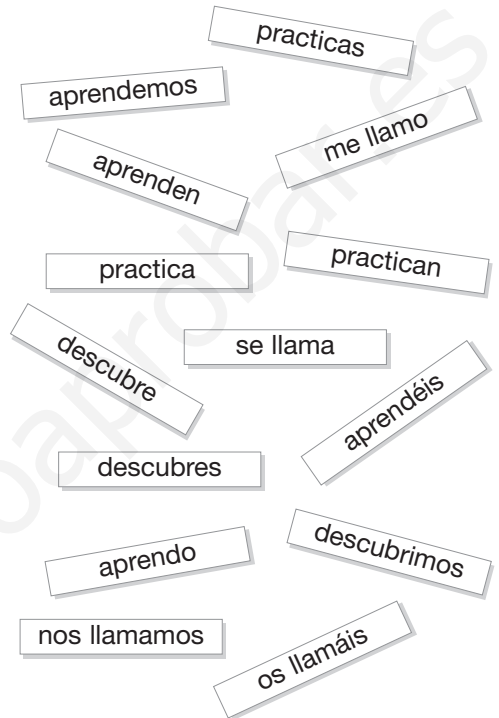 practicas
aprendemos
me llamo
aprenden
practica
practican
descubre
se llama
aprendéis
descubres
aprendo
descubrimos
nos llamamos
os llamáis